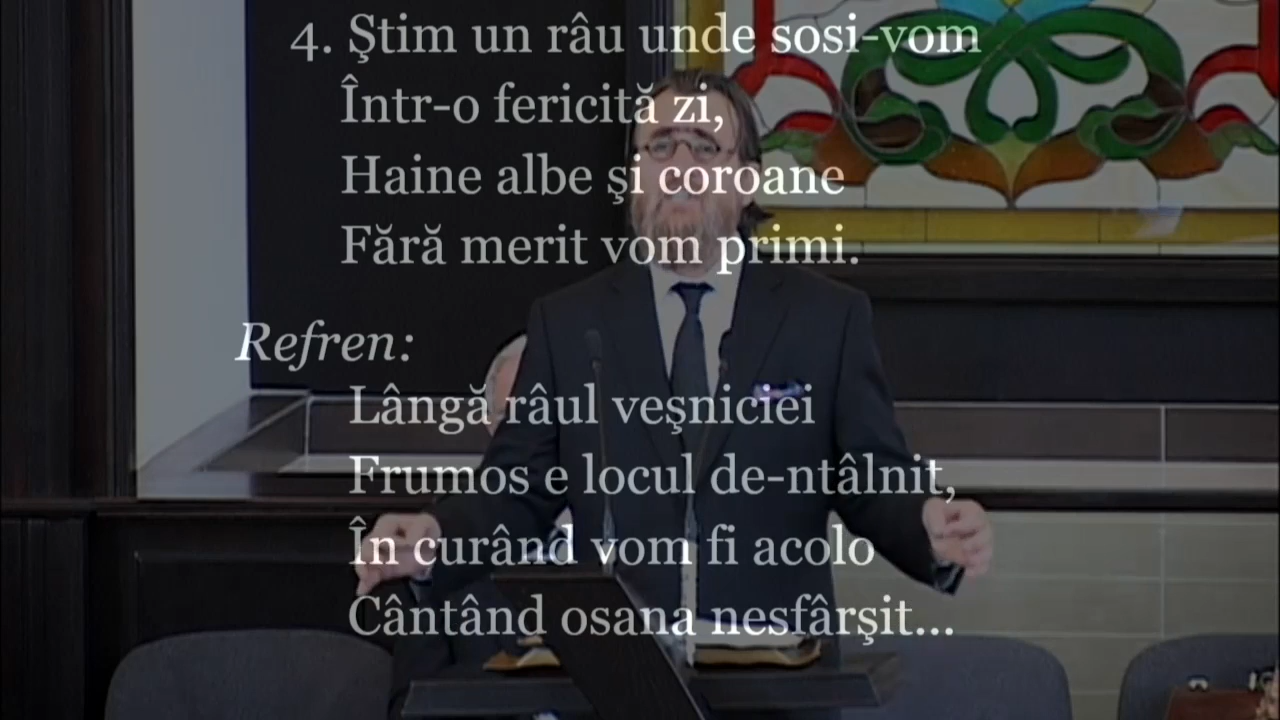 4. Ştim un râu unde sosi-vom
Într-o fericită zi,
Haine albe şi coroane
Fără merit vom primi.
Refren:
Lângă râul veşniciei
Frumos e locul de-ntâlnit,
În curând vom fi acolo
Cântând osana nesfârşit...